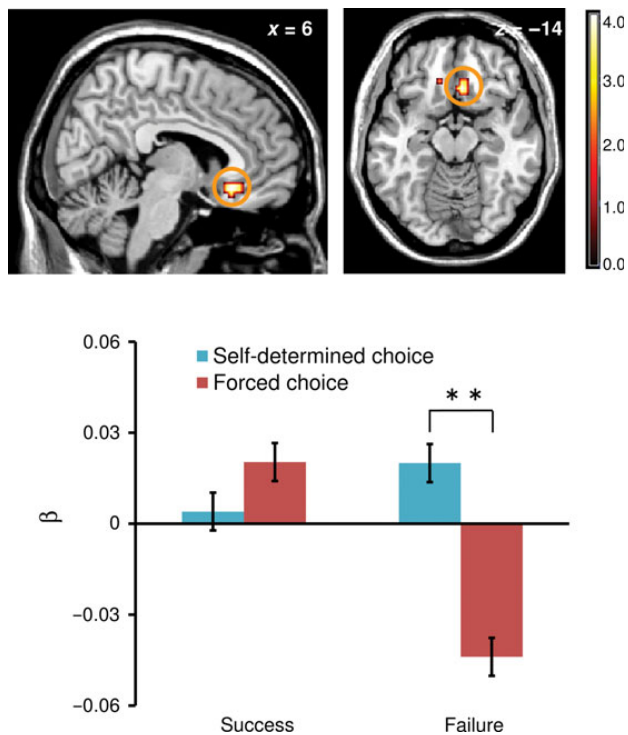 x = 6
z = −14
4.0
3.0
2.0
1.0
0.0
Self-determined choice
Forced choice
* *
0.06
0.03
0
−0.03
−0.06
β
Success
Failure